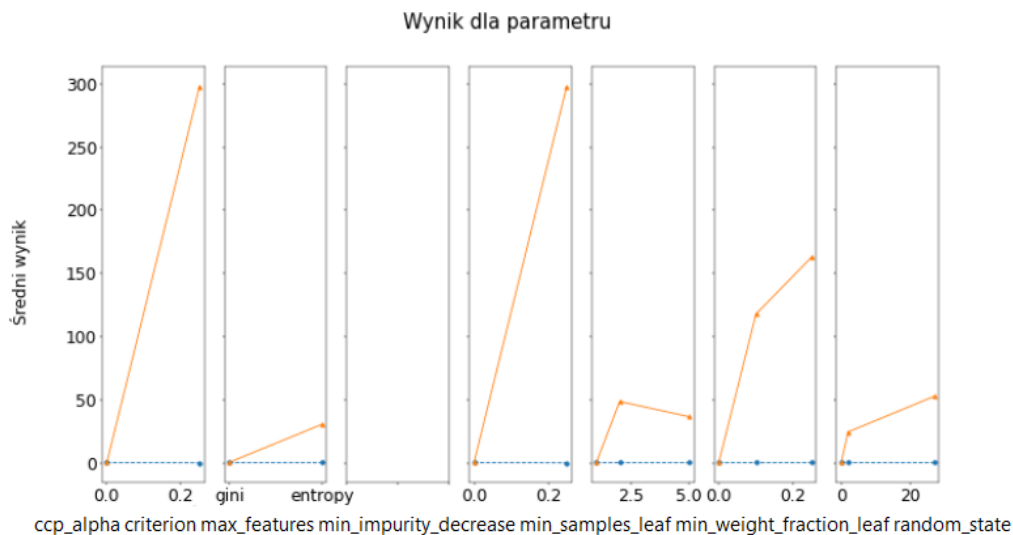 Wynik dla parametru
Średni wynik
300
250
200
150
100
50
0
0.0 0.2 gini entropy 0.0 0.2 2.5 5.0 0.0 0.2 0 20
ccp_alpha criterion max_features min_impurity_decrease min_samples_leaf min_weight_fraction_leaf random_state